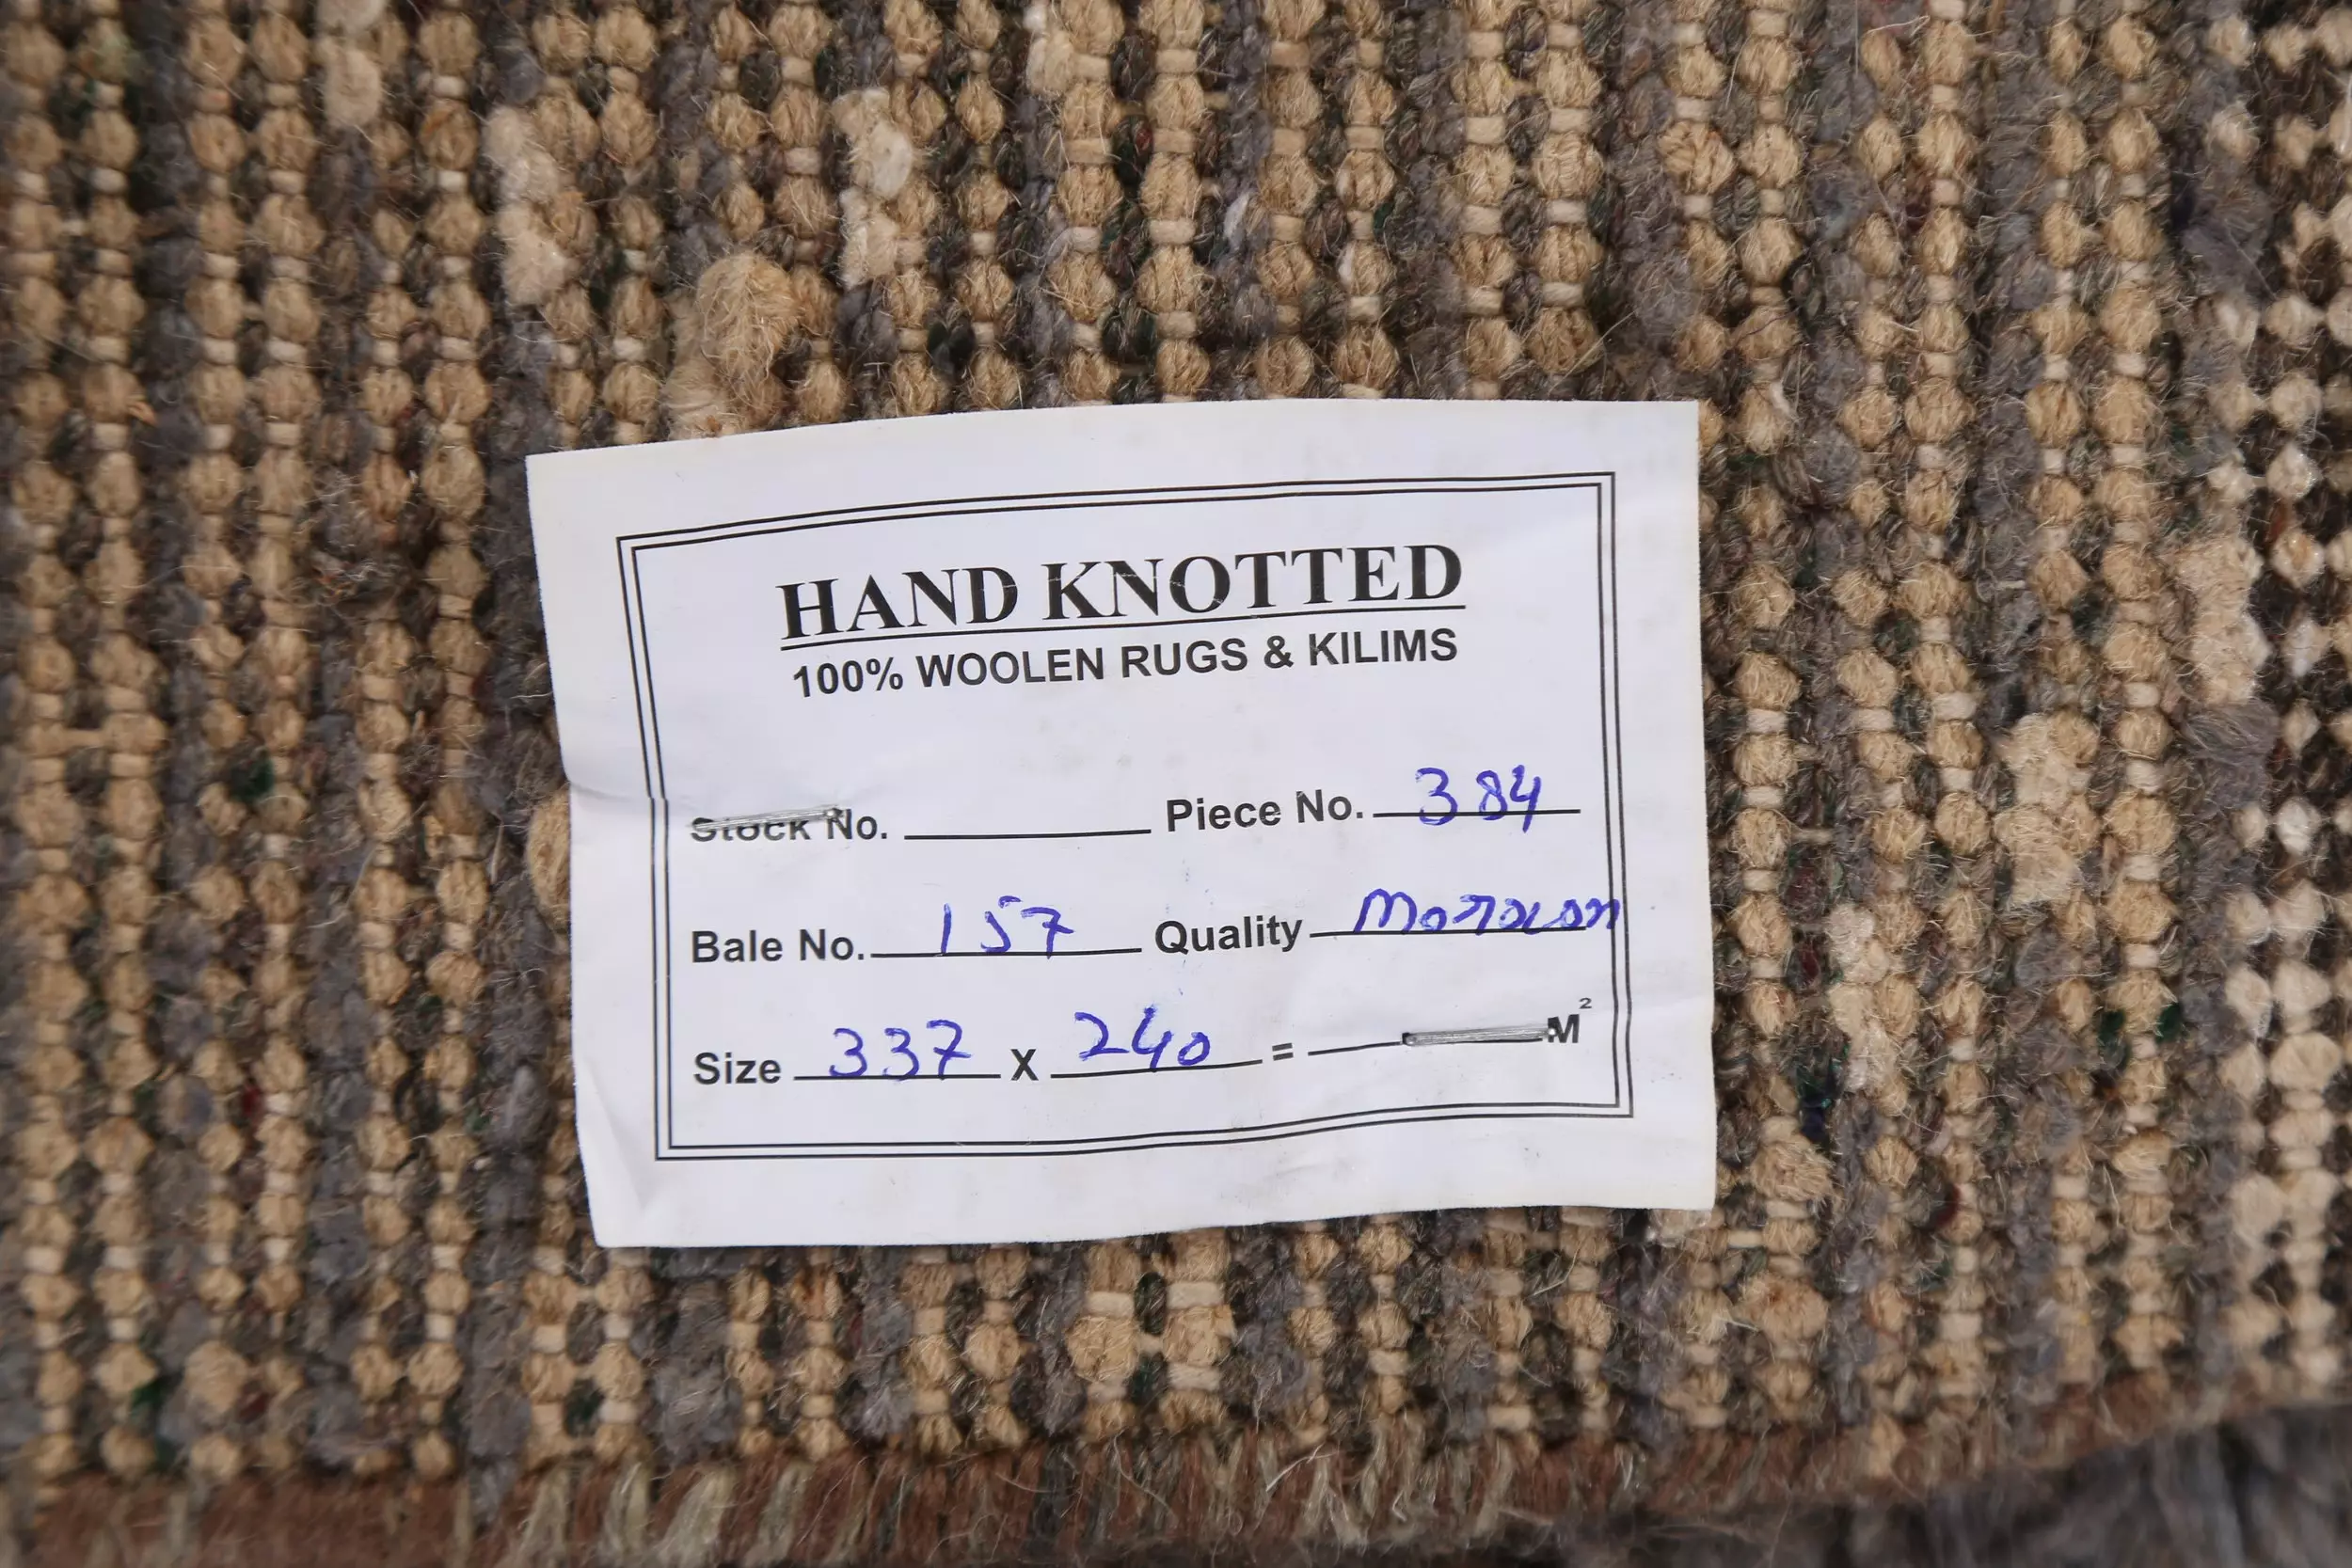 HAND KNOTTED
100% WOOLEN RUGS & KILIMS
Stock No. Piece No. 384
Bale No. 157 Quality Morocon
Size 337 X 240 = M²